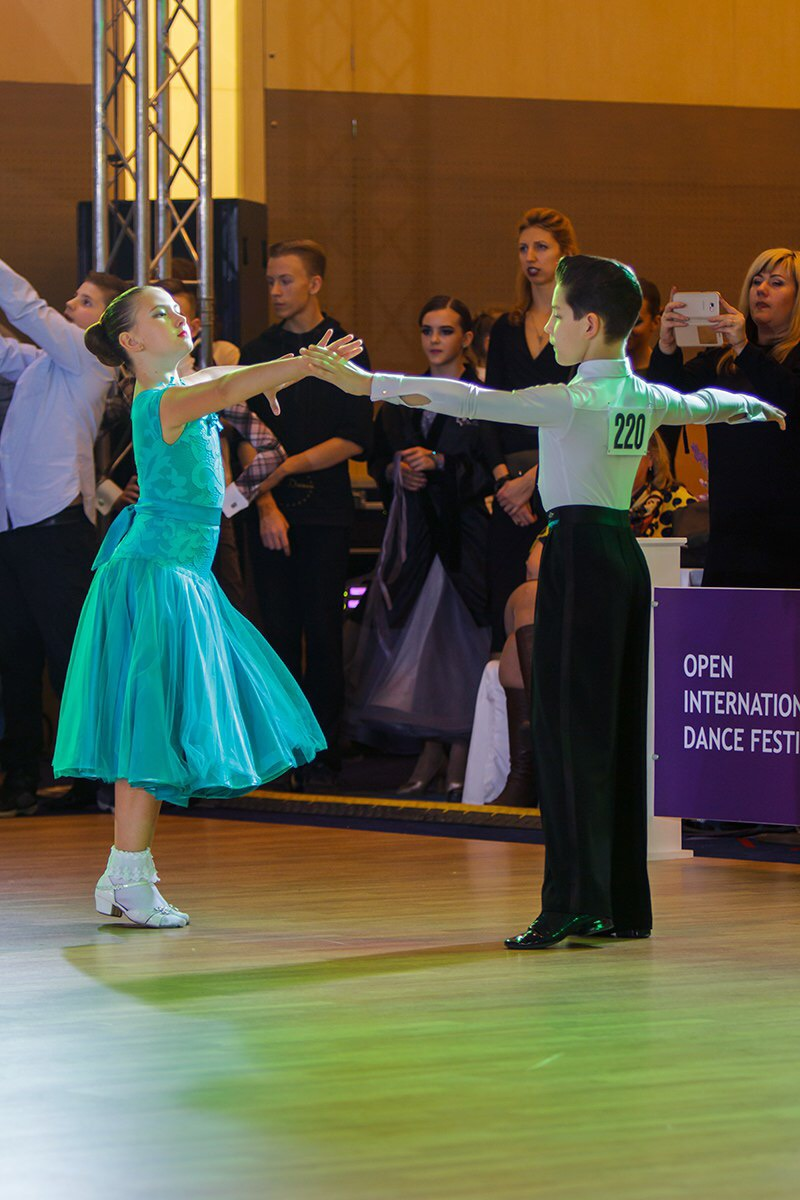 220
OPEN
INTERNATION
DANCE FESTI